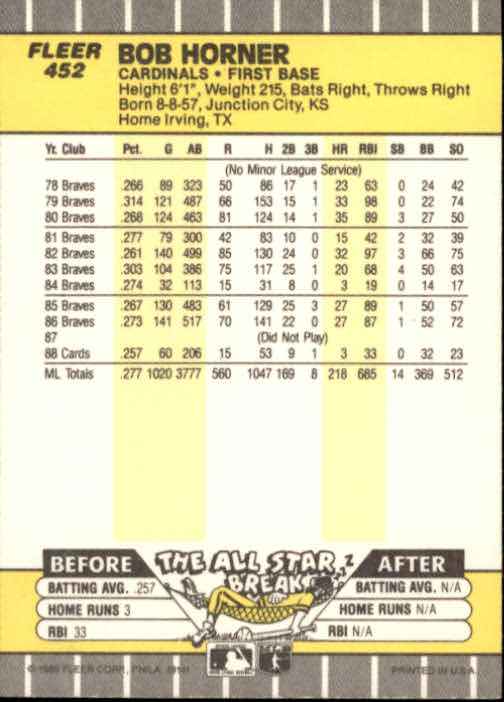 FLEER
452
BOB HORNER
CARDINALS • FIRST BASE
Height 6'1", Weight 215, Bats Right, Throws Right
Born 8-8-57, Junction City, KS
Home Irving, TX
Yr. Club Pct. G AB R H 2B 3B HR RBI SB BB SO
(No Minor League Service)
78 Braves .266 89 323 50 86 17 1 23 63 0 24 42
79 Braves .314 121 487 66 153 15 1 33 98 0 22 74
80 Braves .268 124 463 81 124 14 1 35 89 3 27 50
81 Braves .277 79 300 42 83 10 0 15 42 2 32 39
82 Braves .261 140 499 85 130 24 0 32 97 3 66 75
83 Braves .303 104 386 75 117 25 1 20 68 4 50 63
84 Braves .274 32 113 15 31 8 0 3 19 0 14 17
85 Braves .267 130 483 61 129 25 3 27 89 1 50 57
86 Braves .273 141 517 70 141 22 0 27 87 1 52 72
87 (Did Not Play)
88 Cards .257 60 206 15 53 9 1 3 33 0 32 23
ML Totals .277 1020 3777 560 1047 169 8 218 685 14 369 512
BEFORE THE ALL STAR BREAK AFTER
BATTING AVG. .257 BATTING AVG. N/A
HOME RUNS 3 HOME RUNS N/A
RBI 33 RBI N/A
© 1989 FLEER CORP., PHILA. 19141 PRINTED IN U.S.A.